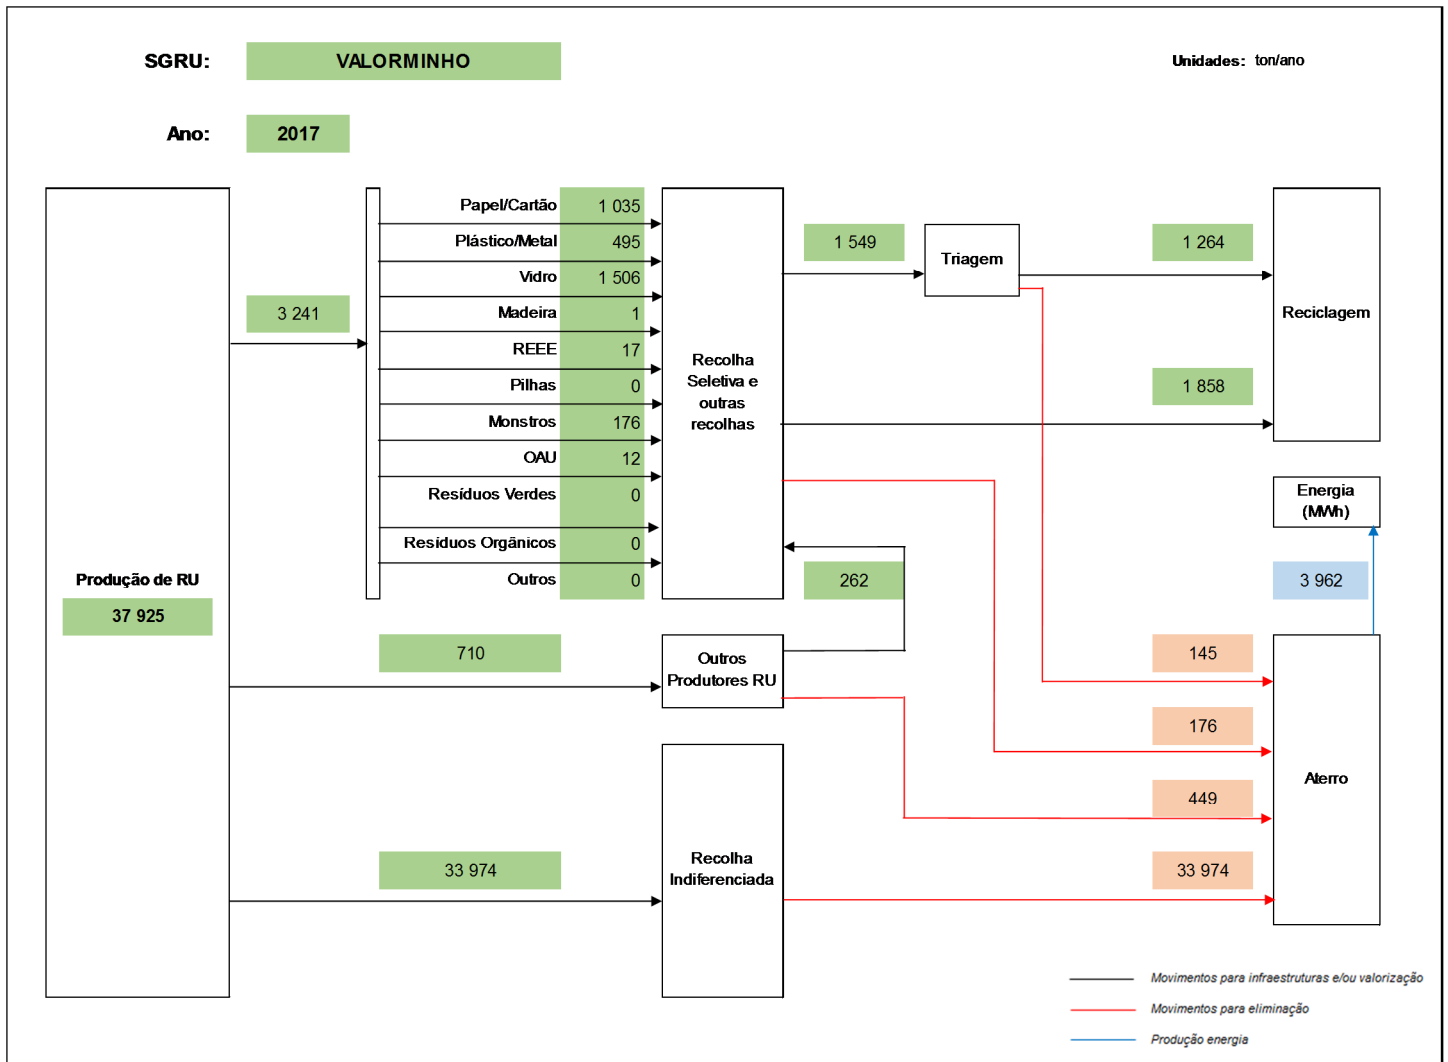 SGRU:
VALORMINHO
Unidades: ton/ano
Ano:
2017
Papel/Cartão
1 035
Plástico/Metal
495
Vidro
1 506
Madeira
1
REEE
17
Pilhas
0
Monstros
176
OAU
12
Resíduos Verdes
0
Resíduos Orgânicos
0
Outros
0
3 241
Produção de RU
37 925
Recolha
Seletiva e
outras
recolhas
1 549
Triagem
1 264
Reciclagem
1 858
Energia
(MWh)
3 962
262
710
Outros
Produtores RU
145
176
449
Aterro
33 974
Recolha
Indiferenciada
33 974
Movimentos para infraestruturas e/ou valorização
Movimentos para eliminação
Produção energia